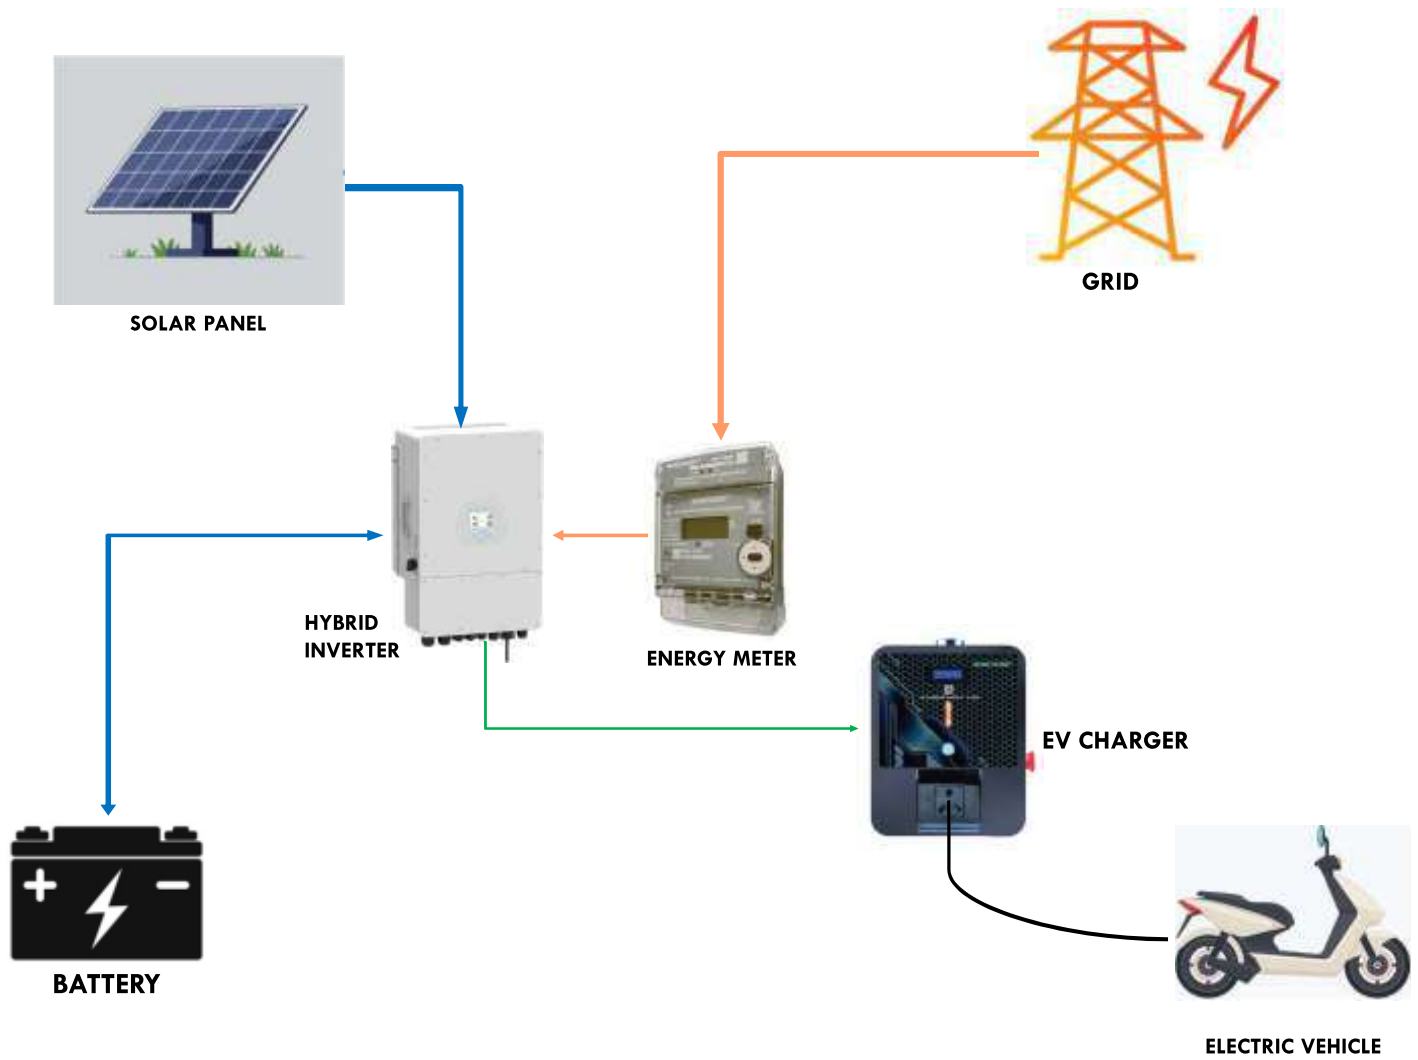 GRID
SOLAR PANEL
HYBRID
INVERTER
ENERGY METER
EV CHARGER
BATTERY
ELECTRIC VEHICLE